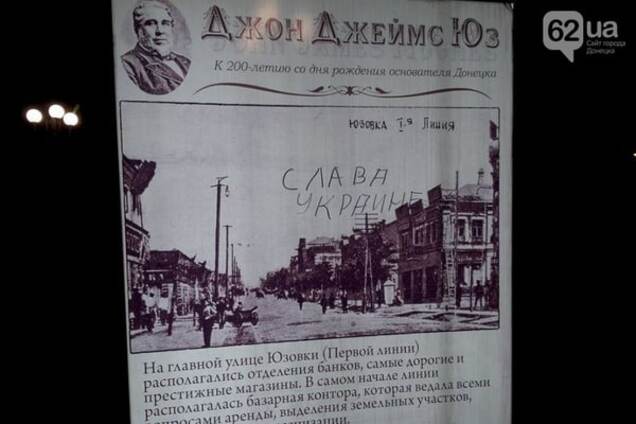 Джон Джеймс Юз
К 200-летию со дня рождения основателя Донецка
62.ua
Сайт города
Донецка
Юзовка I.я Линия
СЛАВА
УКРАИНЕ
На главной улице Юзовки (Первой линии)
располагались отделения банков, самые дорогие и
престижные магазины. В самом начале линии
располагалась базарная контора, которая ведала всеми
вопросами аренды, выделения земельных участков,